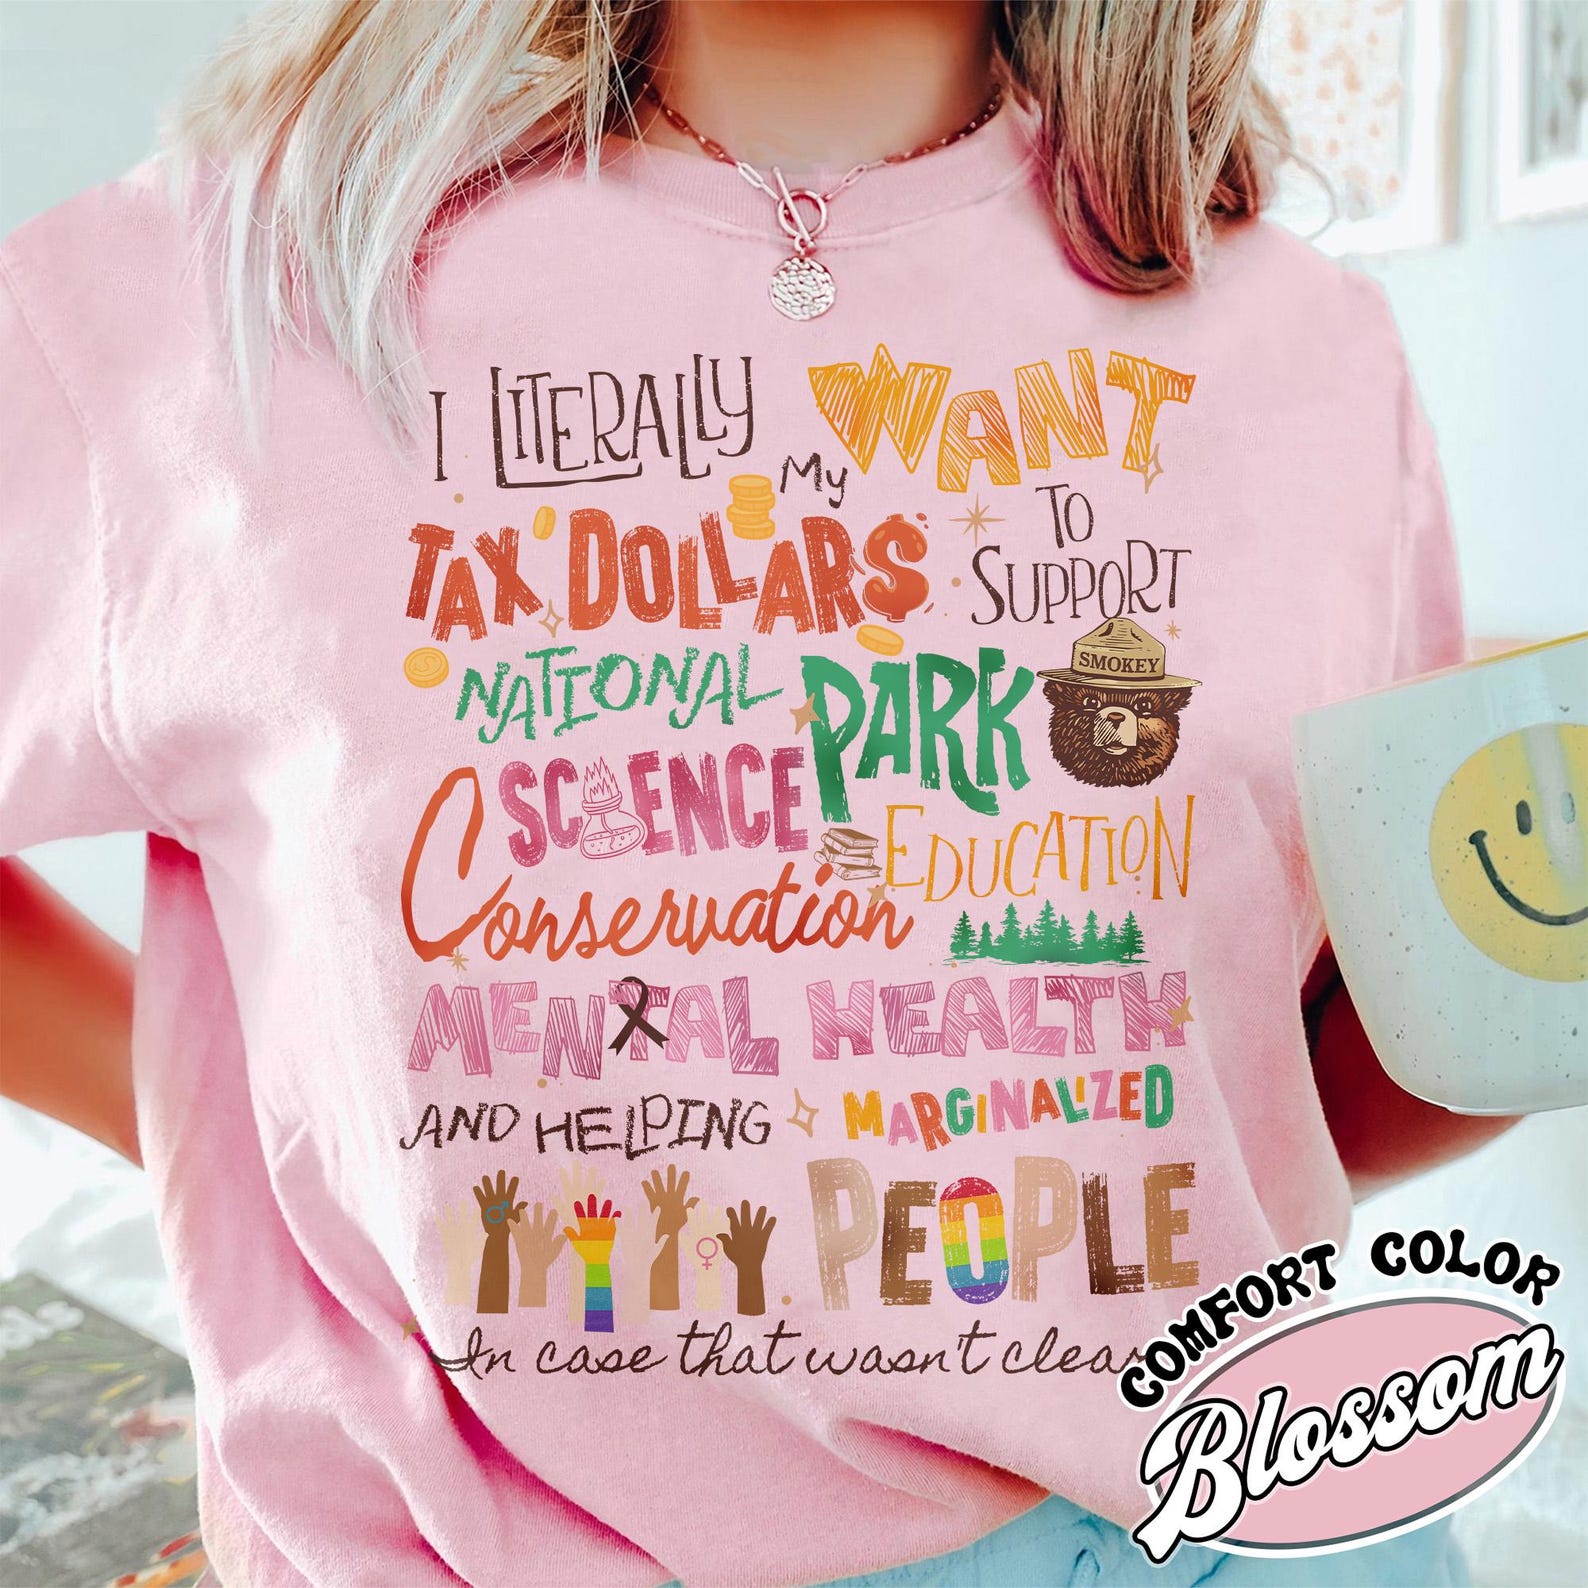 I LITERALLY WANT
My
TAX DOLLARS TO
SUPPORT
NATIONAL PARK
SMOKEY
SCIENCE
EDUCATION
Conservation
MENTAL HEALTH
AND HELPING MARGINALIZED
PEOPLE
In case that wasn't clear
COMFORT COLOR
Blossom